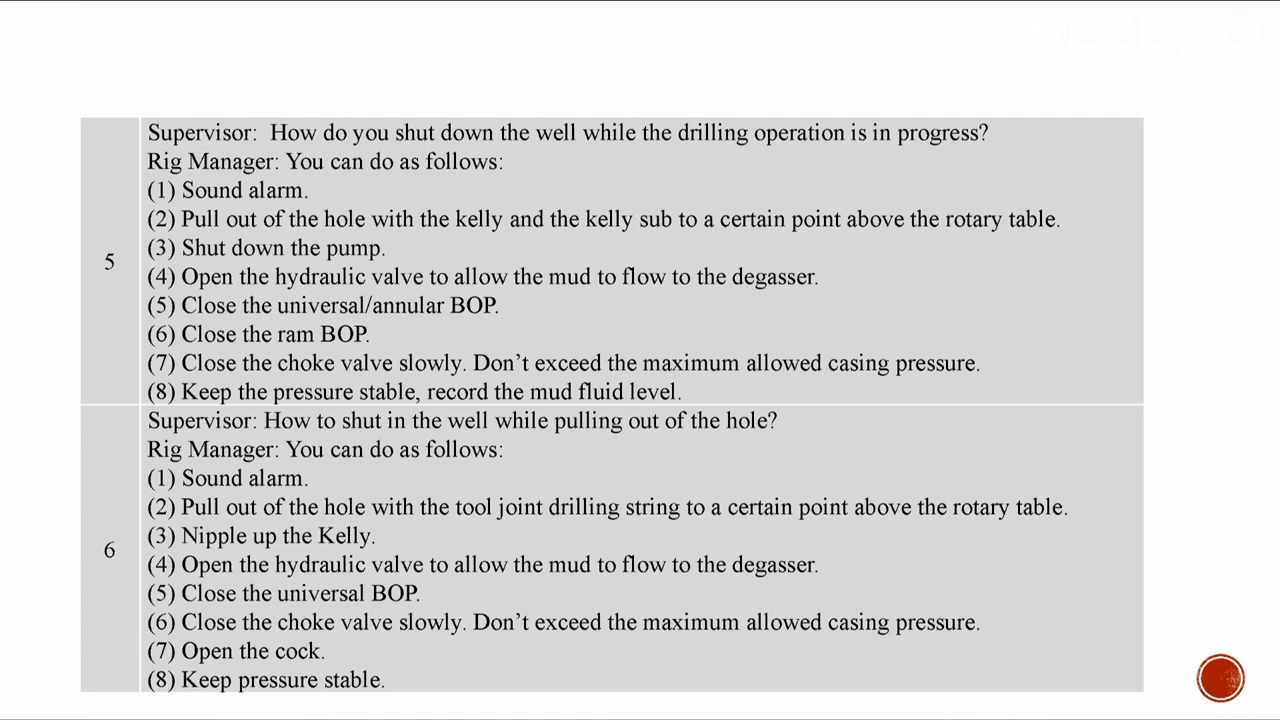 VEED.IO
5
Supervisor:  How do you shut down the well while the drilling operation is in progress?
Rig Manager: You can do as follows:
(1) Sound alarm.
(2) Pull out of the hole with the kelly and the kelly sub to a certain point above the rotary table.
(3) Shut down the pump.
(4) Open the hydraulic valve to allow the mud to flow to the degasser.
(5) Close the universal/annular BOP.
(6) Close the ram BOP.
(7) Close the choke valve slowly. Don’t exceed the maximum allowed casing pressure.
(8) Keep the pressure stable, record the mud fluid level.
6
Supervisor: How to shut in the well while pulling out of the hole?
Rig Manager: You can do as follows:
(1) Sound alarm.
(2) Pull out of the hole with the tool joint drilling string to a certain point above the rotary table.
(3) Nipple up the Kelly.
(4) Open the hydraulic valve to allow the mud to flow to the degasser.
(5) Close the universal BOP.
(6) Close the choke valve slowly. Don’t exceed the maximum allowed casing pressure.
(7) Open the cock.
(8) Keep pressure stable.